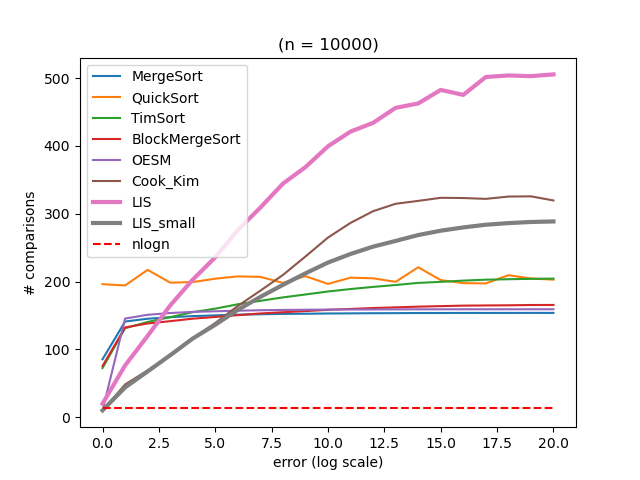 (n = 10000)
# comparisons
500
400
300
200
100
0
MergeSort
QuickSort
TimSort
BlockMergeSort
OESM
Cook_Kim
LIS
LIS_small
nlogn
0.0 2.5 5.0 7.5 10.0 12.5 15.0 17.5 20.0
error (log scale)